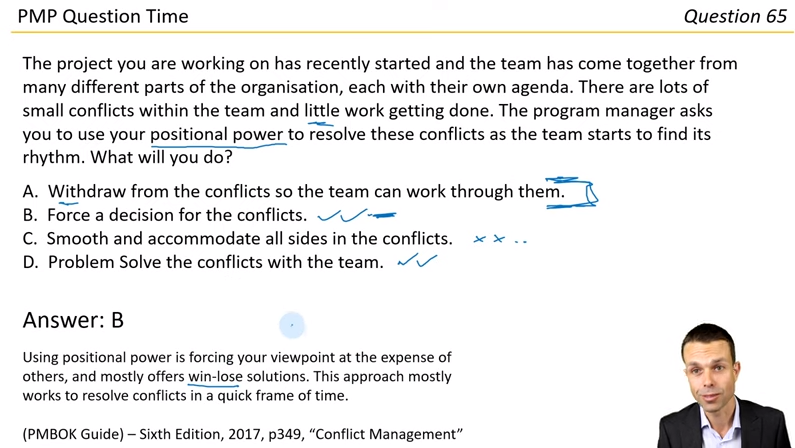 PMP Question Time
Question 65
The project you are working on has recently started and the team has come together from
many different parts of the organisation, each with their own agenda. There are lots of
small conflicts within the team and little work getting done. The program manager asks
you to use your positional power to resolve these conflicts as the team starts to find its
rhythm. What will you do?
A. Withdraw from the conflicts so the team can work through them.
B. Force a decision for the conflicts.
C. Smooth and accommodate all sides in the conflicts.
D. Problem Solve the conflicts with the team.
Answer: B
Using positional power is forcing your viewpoint at the expense of
others, and mostly offers win-lose solutions. This approach mostly
works to resolve conflicts in a quick frame of time.
(PMBOK Guide) – Sixth Edition, 2017, p349, “Conflict Management”